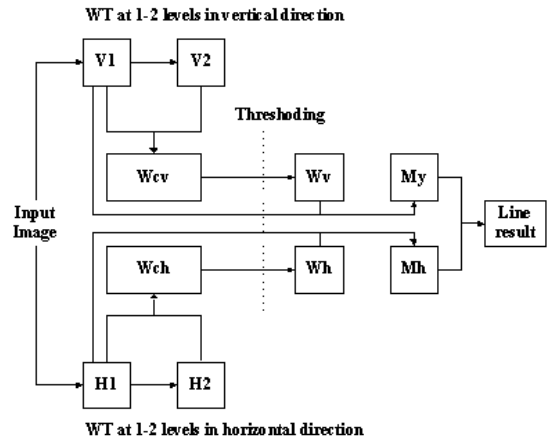 WT at 1-2 levels in vertical direction
V1
V2
Thresholding
Wcv
Wv
My
Input
Image
Line
result
Wch
Wh
Mh
H1
H2
WT at 1-2 levels in horizontal direction